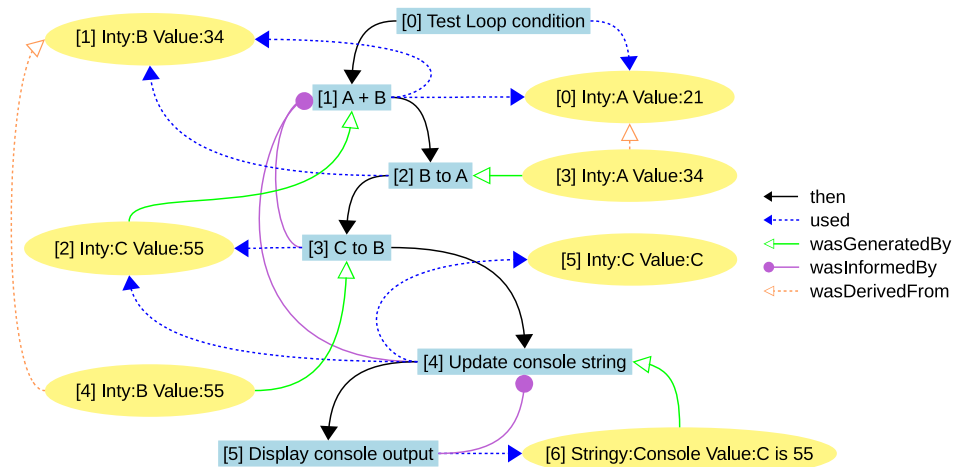 [0] Test Loop condition
[1] Inty:B Value:34
[1] A + B
[0] Inty:A Value:21
[2] B to A
[3] Inty:A Value:34
then
used
wasGeneratedBy
wasInformedBy
wasDerivedFrom
[2] Inty:C Value:55
[3] C to B
[5] Inty:C Value:C
[4] Update console string
[4] Inty:B Value:55
[5] Display console output
[6] Stringy:Console Value:C is 55